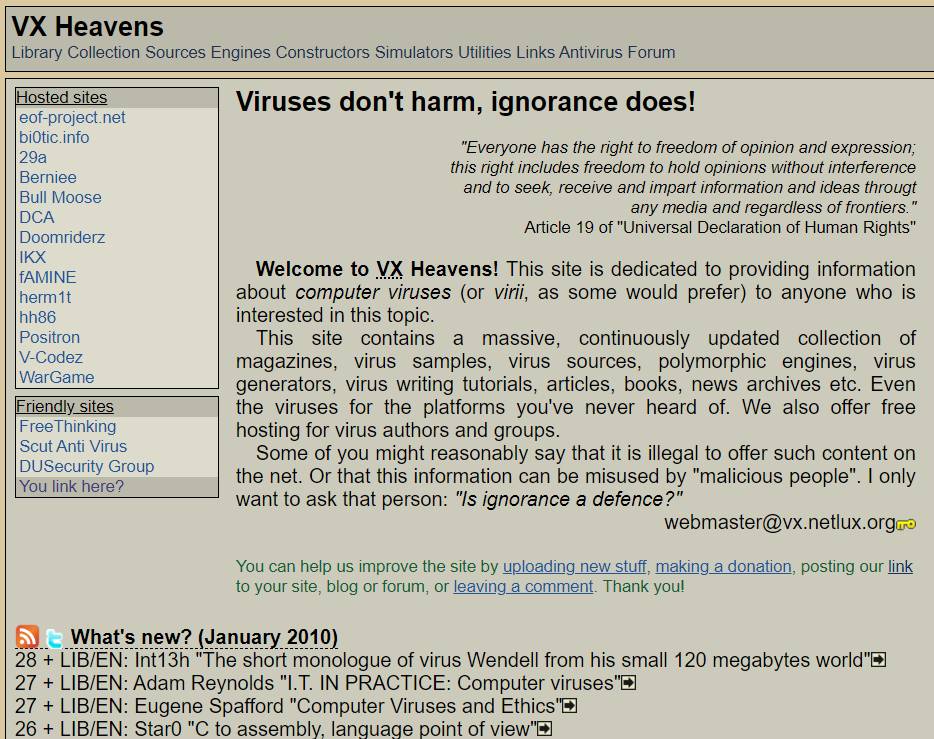 VX Heavens
Library Collection Sources Engines Constructors Simulators Utilities Links Antivirus Forum
Hosted sites
eof-project.net
bi0tic.info
29a
Berniee
Bull Moose
DCA
Doomriderz
IKX
fAMINE
herm1t
hh86
Positron
V-Codez
WarGame
Friendly sites
FreeThinking
Scut Anti Virus
DUSecurity Group
You link here?
Viruses don't harm, ignorance does!
"Everyone has the right to freedom of opinion and expression;
this right includes freedom to hold opinions without interference
and to seek, receive and impart information and ideas througt
any media and regardless of frontiers."
Article 19 of "Universal Declaration of Human Rights"
Welcome to VX Heavens! This site is dedicated to providing information
about computer viruses (or virii, as some would prefer) to anyone who is
interested in this topic.
This site contains a massive, continuously updated collection of
magazines, virus samples, virus sources, polymorphic engines, virus
generators, virus writing tutorials, articles, books, news archives etc. Even
the viruses for the platforms you've never heard of. We also offer free
hosting for virus authors and groups.
Some of you might reasonably say that it is illegal to offer such content on
the net. Or that this information can be misused by "malicious people". I only
want to ask that person: "Is ignorance a defence?"
webmaster@vx.netlux.org
You can help us improve the site by uploading new stuff, making a donation, posting our link
to your site, blog or forum, or leaving a comment. Thank you!
What's new? (January 2010)
28 + LIB/EN: Int13h "The short monologue of virus Wendell from his small 120 megabytes world"
27 + LIB/EN: Adam Reynolds "I.T. IN PRACTICE: Computer viruses"
27 + LIB/EN: Eugene Spafford "Computer Viruses and Ethics"
26 + LIB/EN: Star0 "C to assembly, language point of view"